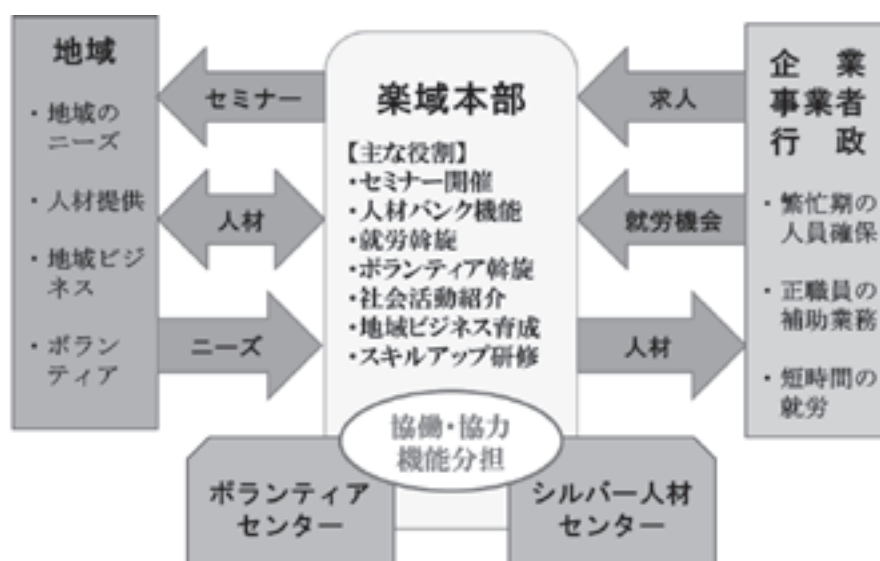 地域
・地域の
ニーズ
・人材提供
・地域ビジ
ネス
・ボラン
ティア
セミナー
人材
ニーズ
楽域本部
【主な役割】
・セミナー開催
・人材バンク機能
・就労斡旋
・ボランティア斡旋
・社会活動紹介
・地域ビジネス育成
・スキルアップ研修
協働・協力
機能分担
ボランティア
センター
シルバー人材
センター
求人
就労機会
人材
企業
事業者
行政
・繁忙期の
人員確保
・正職員の
補助業務
・短時間の
就労